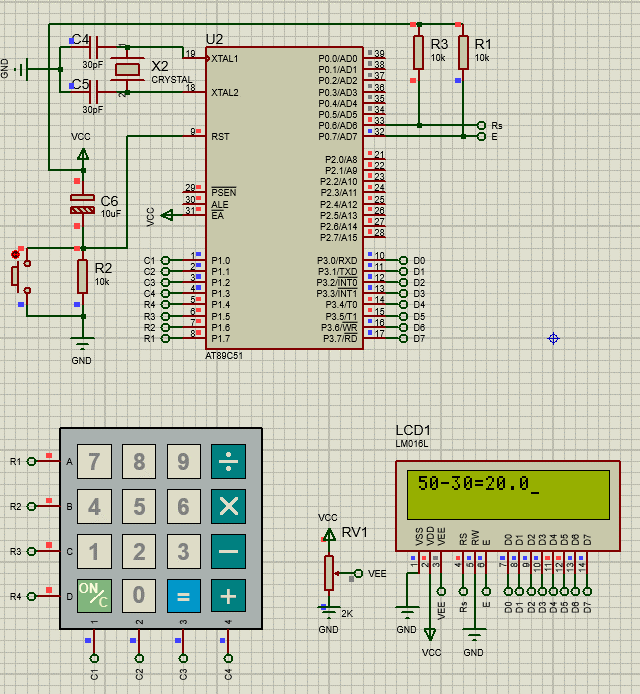 C4
30pF
X2
CRYSTAL
C5
30pF
GND
VCC
C6
10uF
VCC
R2
10k
GND
U2
19 XTAL1
18 XTAL2
9 RST
29 PSEN
30 ALE
31 EA
C1 1 P1.0
C2 2 P1.1
C3 3 P1.2
C4 4 P1.3
R4 5 P1.4
R3 6 P1.5
R2 7 P1.6
R1 8 P1.7
AT89C51
P0.0/AD0 39
P0.1/AD1 38
P0.2/AD2 37
P0.3/AD3 36
P0.4/AD4 35
P0.5/AD5 34
P0.6/AD6 33
P0.7/AD7 32
P2.0/A8 21
P2.1/A9 22
P2.2/A10 23
P2.3/A11 24
P2.4/A12 25
P2.5/A13 26
P2.6/A14 27
P2.7/A15 28
P3.0/RXD 10 D0
P3.1/TXD 11 D1
P3.2/INT0 12 D2
P3.3/INT1 13 D3
P3.4/T0 14 D4
P3.5/T1 15 D5
P3.6/WR 16 D6
P3.7/RD 17 D7
R3
10k
R1
10k
Rs
E
R1 A 7 8 9 ÷
R2 B 4 5 6 ×
R3 C 1 2 3 −
R4 D ON/C 0 = +
1 2 3 4
C1 C2 C3 C4
VCC
RV1
VEE
2K
GND
LCD1
LM016L
50-30=20.0_
VSS VDD VEE RS RW E D0 D1 D2 D3 D4 D5 D6 D7
1 2 3 4 5 6 7 8 9 10 11 12 13 14
VEE Rs E D0 D1 D2 D3 D4 D5 D6 D7
GND
VCC
GND